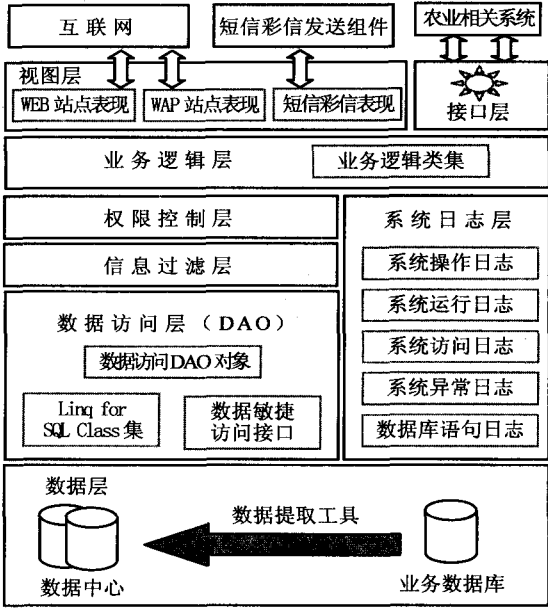 互联网
短信彩信发送组件
农业相关系统
视图层
WEB 站点表现
WAP 站点表现
短信彩信表现
接口层
业务逻辑层
业务逻辑类集
权限控制层
信息过滤层
数据访问层（DAO）
数据访问DAO对象
Linq for
SQL Class集
数据敏捷
访问接口
系统日志层
系统操作日志
系统运行日志
系统访问日志
系统异常日志
数据库语句日志
数据层
数据中心
数据提取工具
业务数据库